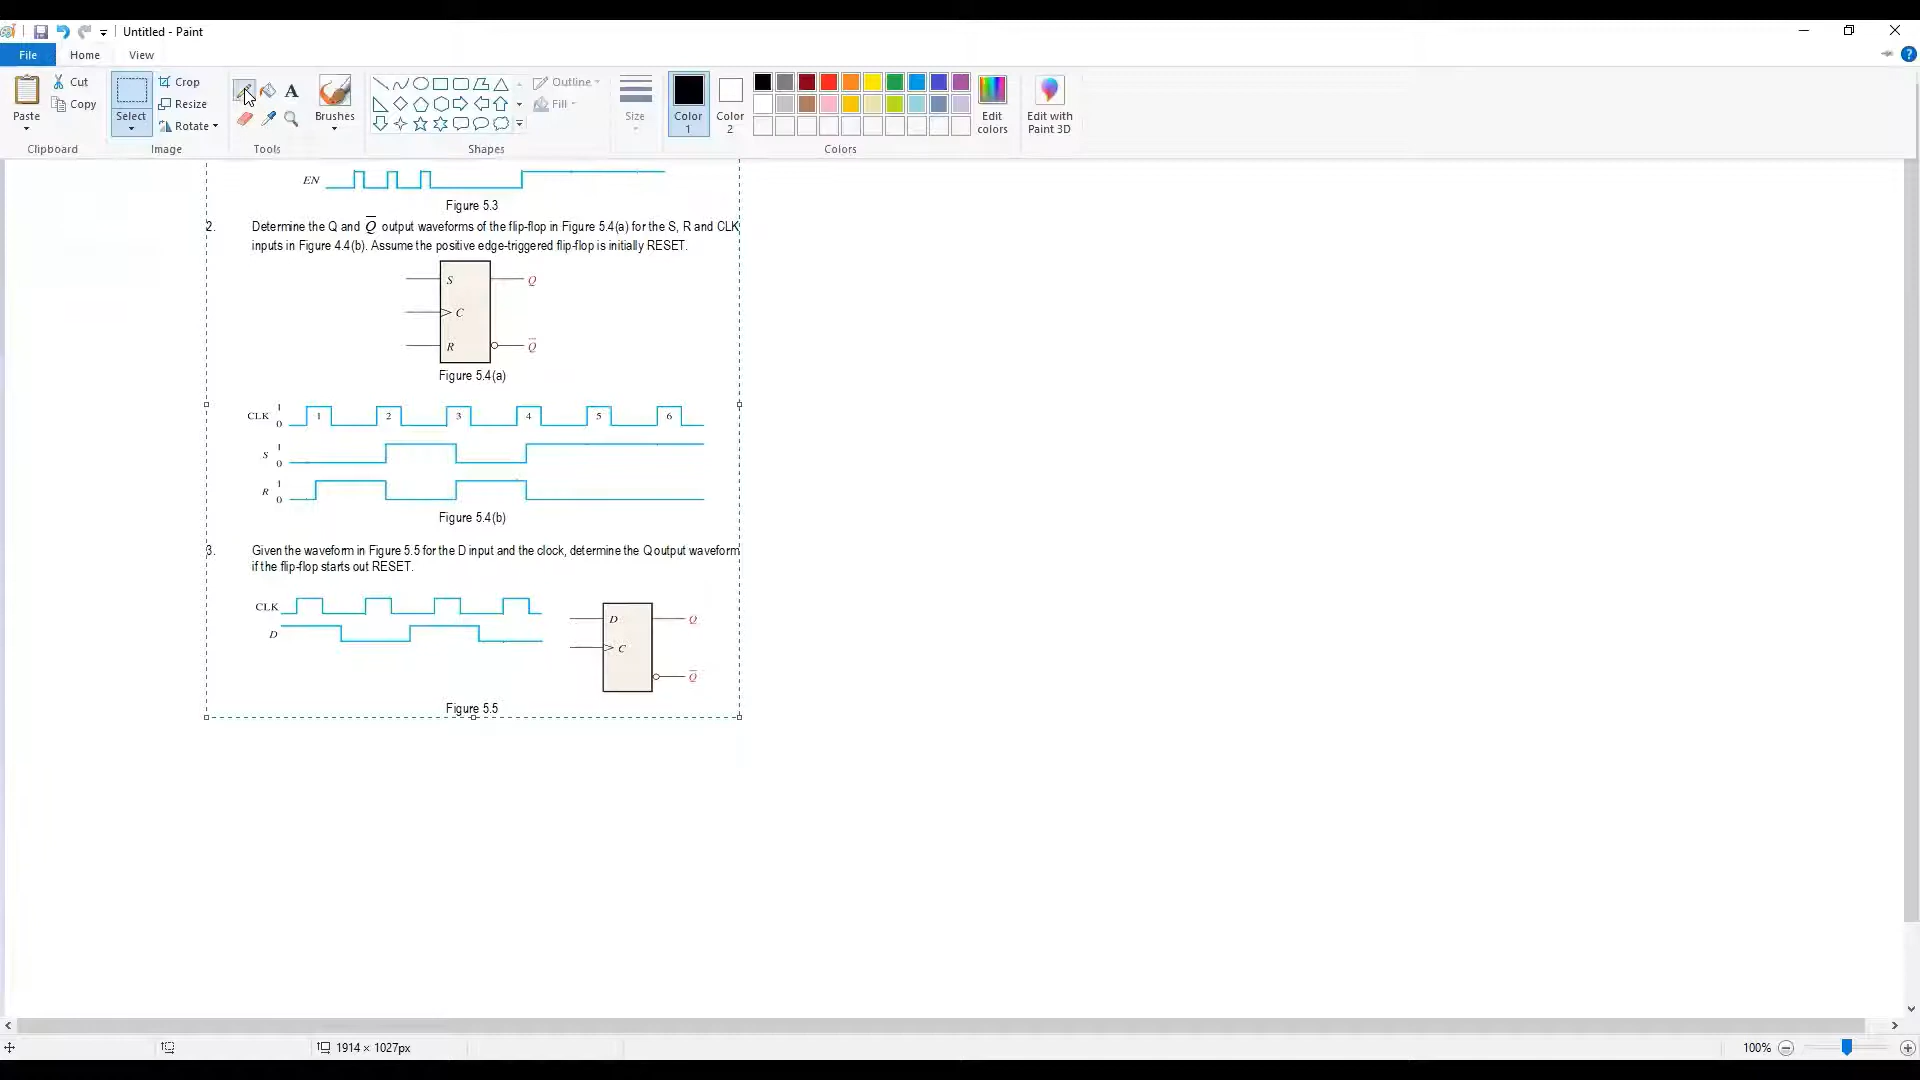 Untitled - Paint
File Home View
Paste
Cut
Copy
Clipboard
Select
Crop
Resize
Rotate
Image
A
Tools
Brushes
Shapes
Outline
Fill
Size
Color 1
Color 2
Edit colors
Colors
Edit with Paint 3D
EN
Figure 5.3
2. Determine the Q and Q̅ output waveforms of the flip-flop in Figure 5.4(a) for the S, R and CLK
inputs in Figure 4.4(b). Assume the positive edge-triggered flip-flop is initially RESET.
S Q
C
R Q̅
Figure 5.4(a)
CLK 1 0 1 2 3 4 5 6
S 1 0
R 1 0
Figure 5.4(b)
3. Given the waveform in Figure 5.5 for the D input and the clock, determine the Q output waveform
if the flip-flop starts out RESET.
CLK
D
D Q
C
Q̅
Figure 5.5
1914 × 1027px
100%